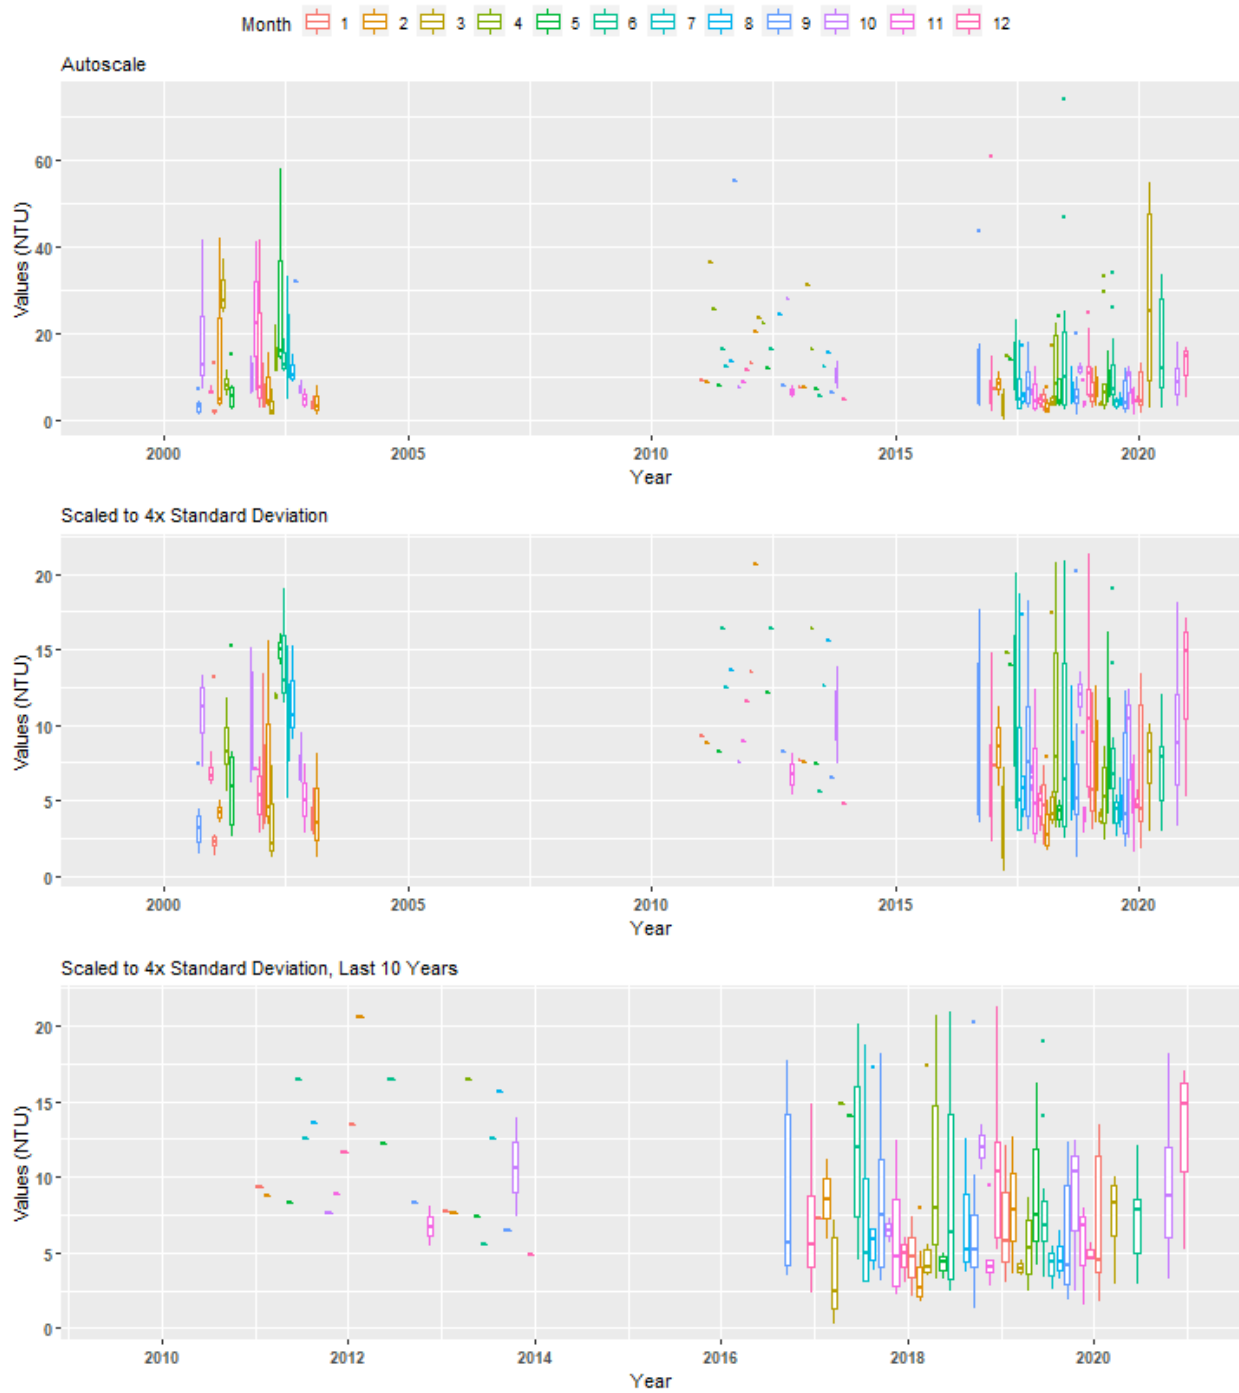 Month 1 2 3 4 5 6 7 8 9 10 11 12
Autoscale
Values (NTU)
60
40
20
0
2000 2005 2010 2015 2020
Year
Scaled to 4x Standard Deviation
Values (NTU)
20
15
10
5
0
2000 2005 2010 2015 2020
Year
Scaled to 4x Standard Deviation, Last 10 Years
Values (NTU)
20
15
10
5
0
2010 2012 2014 2016 2018 2020
Year